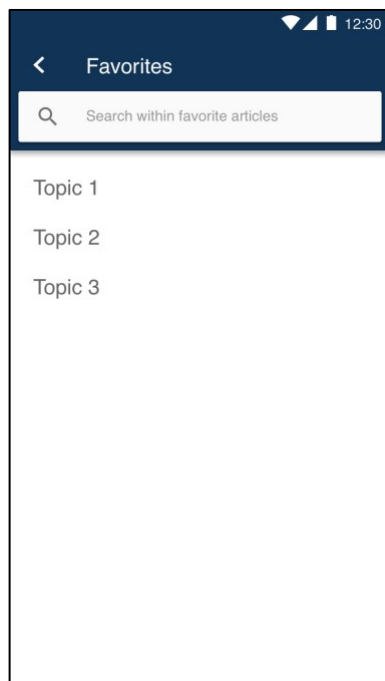 12:30
Favorites
Search within favorite articles
Topic 1
Topic 2
Topic 3